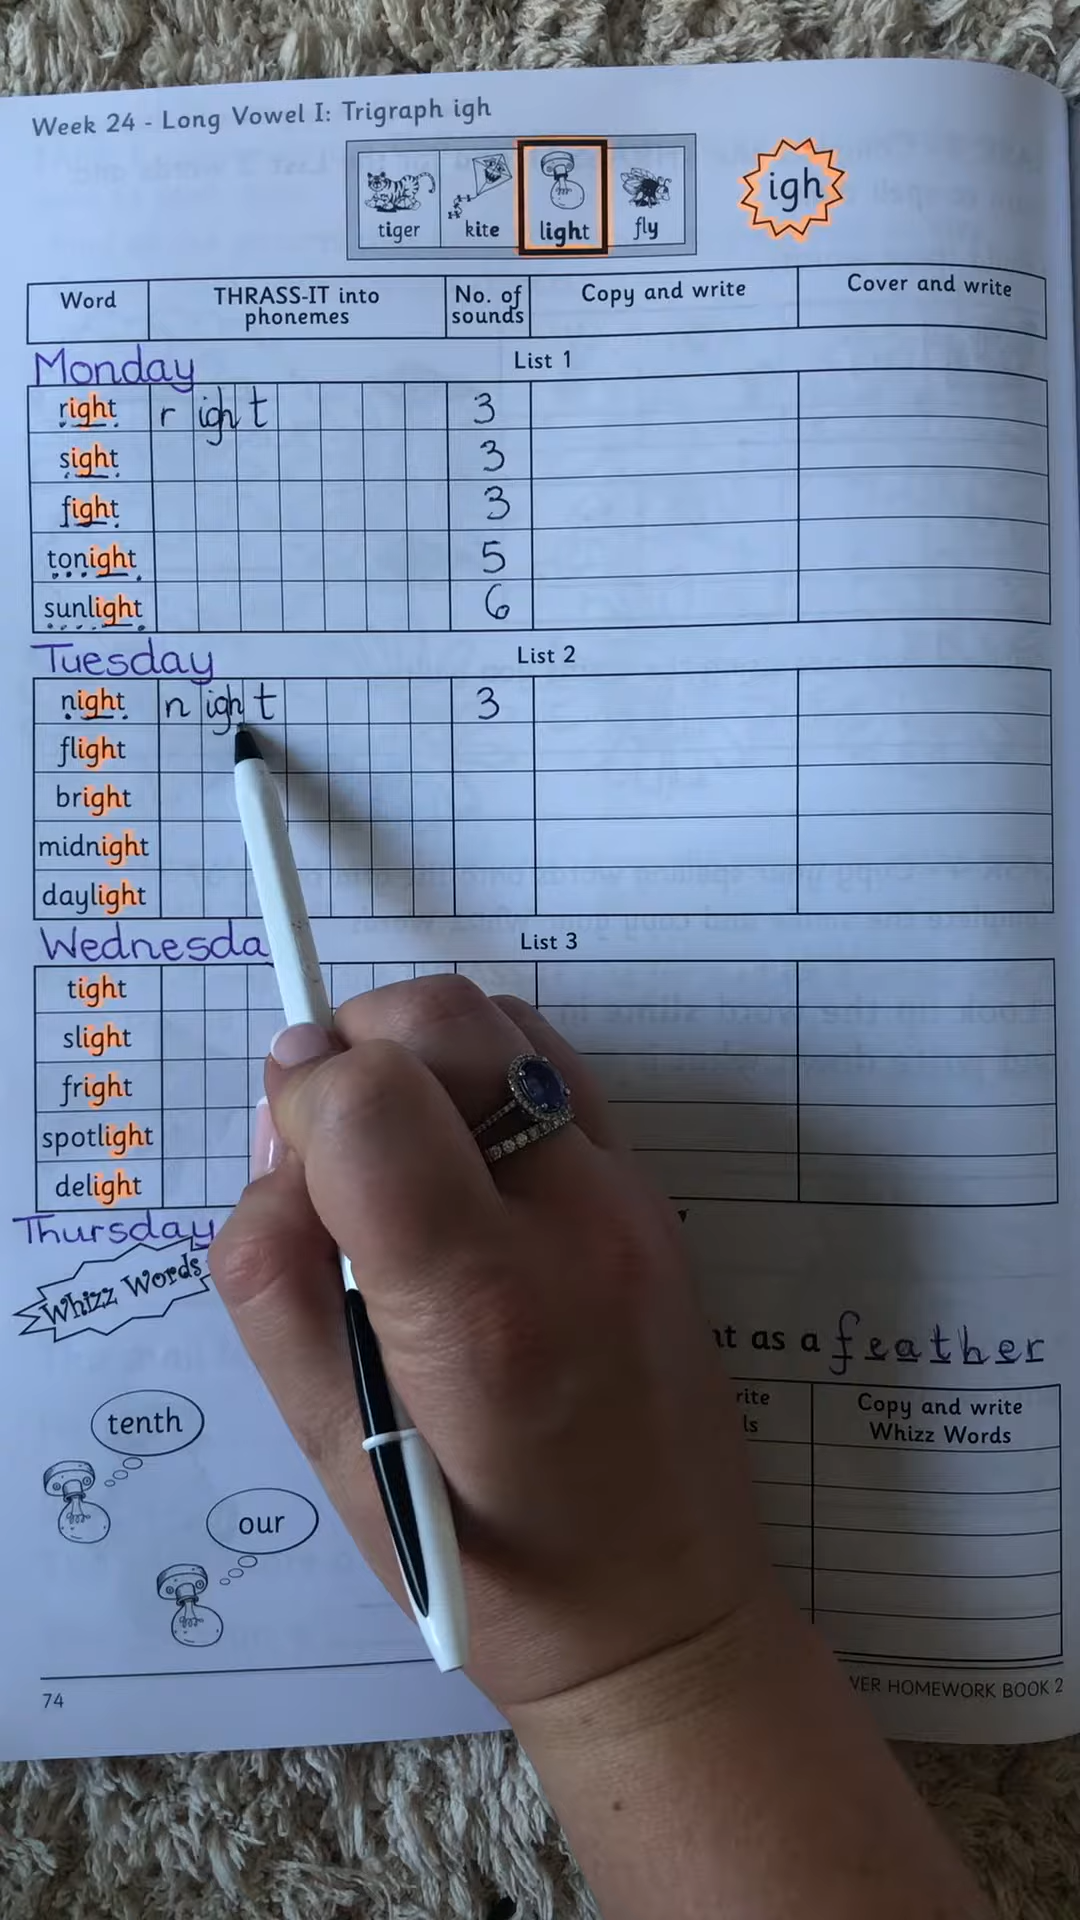 Week 24 - Long Vowel I: Trigraph igh
tiger kite light fly
igh
Word THRASS-IT into phonemes No. of sounds Copy and write Cover and write
Monday List 1
right r igh t 3
sight 3
fight 3
tonight 5
sunlight 6
Tuesday List 2
night n igh t 3
flight
bright
midnight
daylight
Wednesda List 3
tight
slight
fright
spotlight
delight
Thursday
Whizz Words
as a feather
Copy and write
Whizz Words
tenth
our
74 HOMEWORK BOOK 2